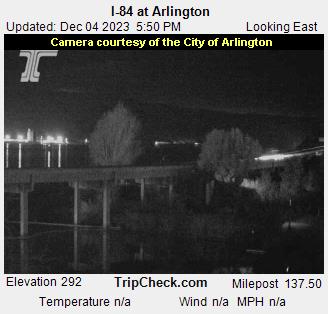 I-84 at Arlington
Updated: Dec 04 2023 5:50 PM Looking East
Camera courtesy of the City of Arlington
Elevation 292 TripCheck.com Milepost 137.50
Temperature n/a Wind n/a MPH n/a